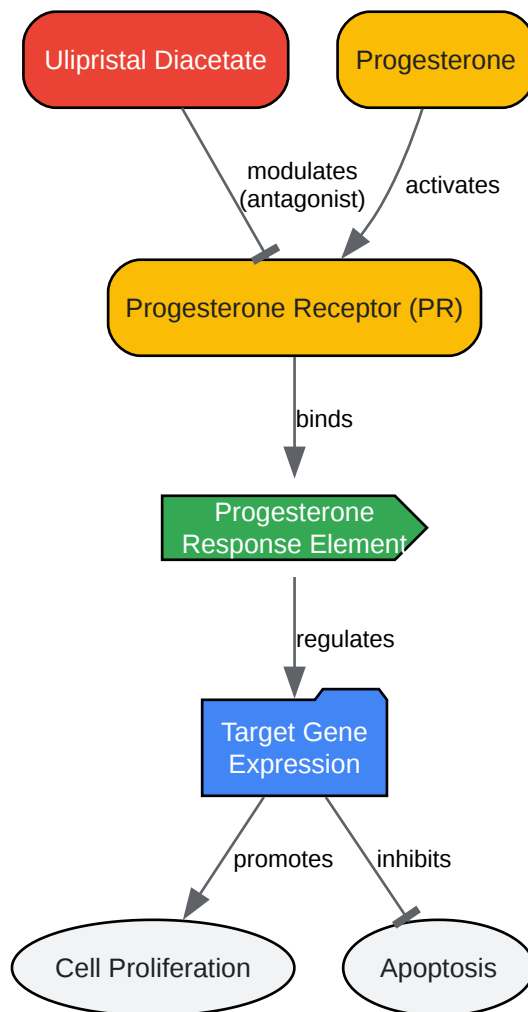 Ulipristal Diacetate
Progesterone
modulates
(antagonist)
activates
Progesterone Receptor (PR)
binds
Progesterone
Response Element
regulates
Target Gene
Expression
promotes
inhibits
Cell Proliferation
Apoptosis